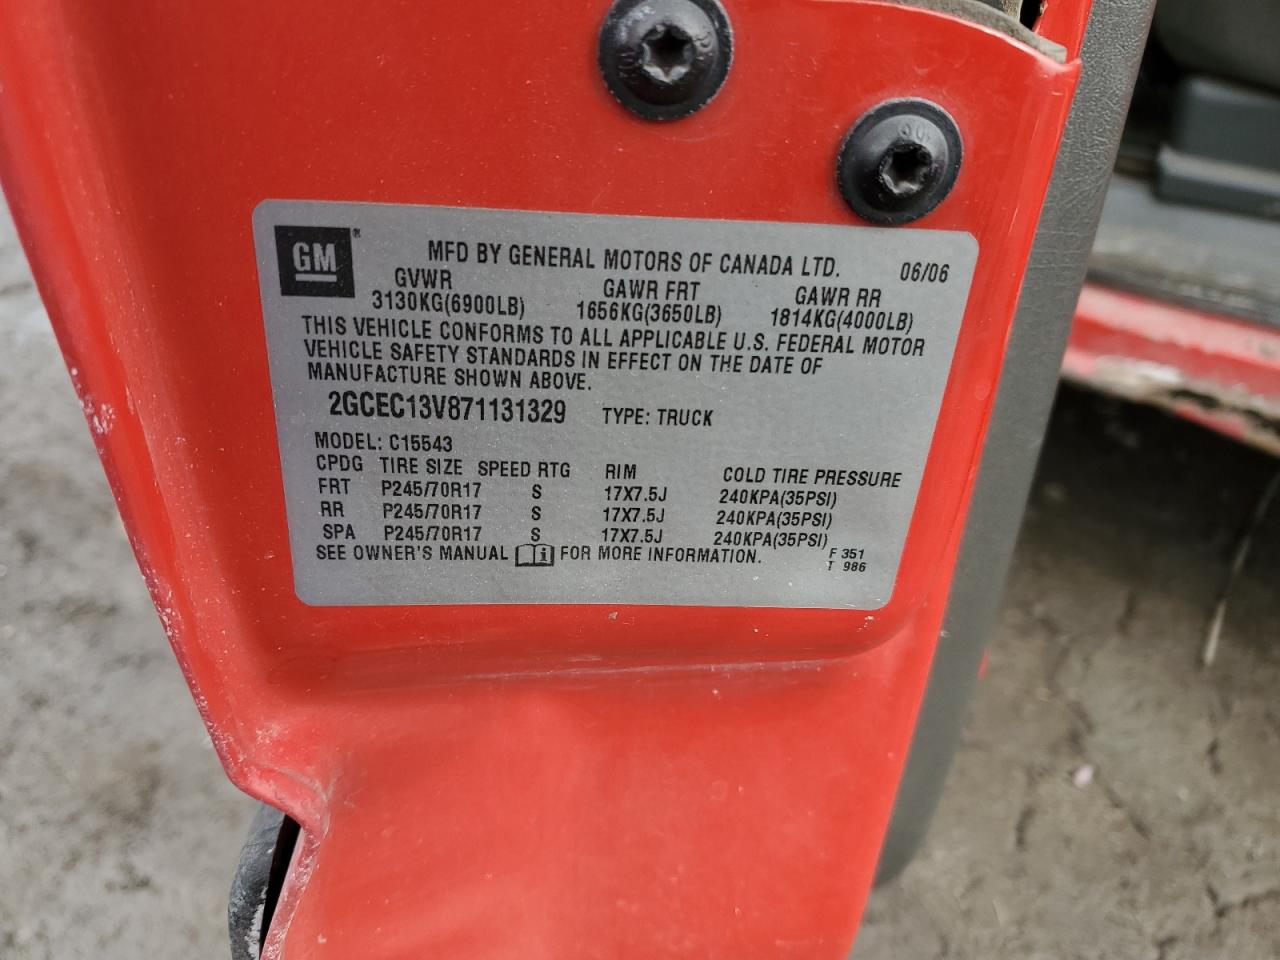 GM®
MFD BY GENERAL MOTORS OF CANADA LTD. 06/06
GVWR GAWR FRT GAWR RR
3130KG(6900LB) 1656KG(3650LB) 1814KG(4000LB)
THIS VEHICLE CONFORMS TO ALL APPLICABLE U.S. FEDERAL MOTOR
VEHICLE SAFETY STANDARDS IN EFFECT ON THE DATE OF
MANUFACTURE SHOWN ABOVE.
2GCEC13V871131329 TYPE: TRUCK
MODEL: C15543
CPDG TIRE SIZE SPEED RTG RIM COLD TIRE PRESSURE
FRT P245/70R17 S 17X7.5J 240KPA(35PSI)
RR P245/70R17 S 17X7.5J 240KPA(35PSI)
SPA P245/70R17 S 17X7.5J 240KPA(35PSI)
SEE OWNER'S MANUAL i FOR MORE INFORMATION. F 351
T 986